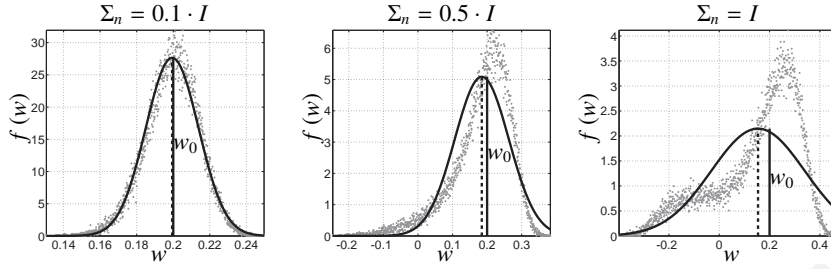 Σₙ = 0.1 · I
Σₙ = 0.5 · I
Σₙ = I
f (w)
30
25
20
15
10
5
0
w₀
0.14 0.16 0.18 0.2 0.22 0.24
w
f (w)
6
5
4
3
2
1
0
w₀
-0.2 -0.1 0 0.1 0.2 0.3
w
f (w)
4
3.5
3
2.5
2
1.5
1
0.5
0
w₀
-0.2 0 0.2 0.4
w